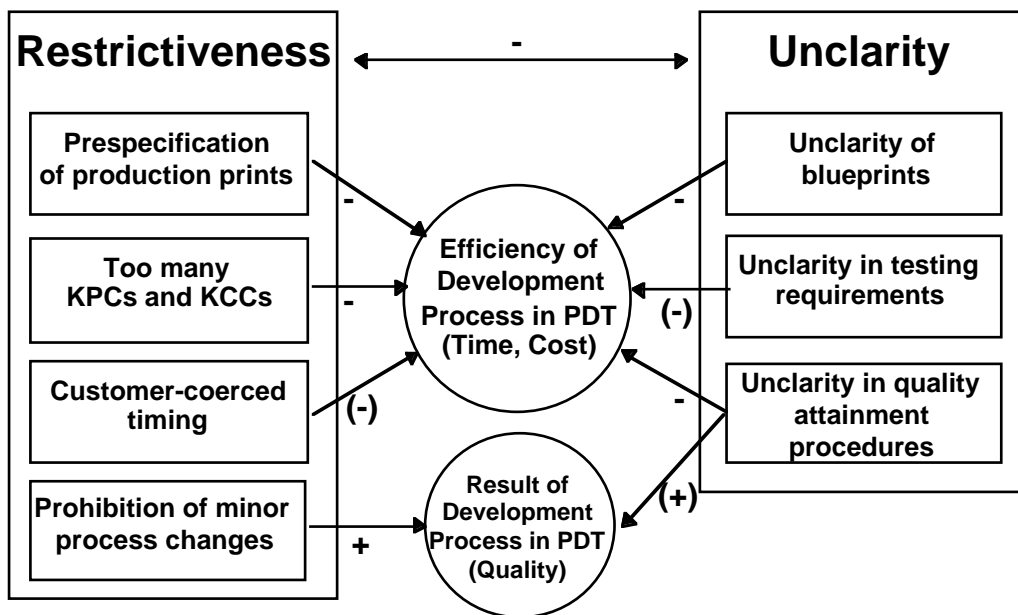 Restrictiveness
-
Unclarity
Prespecification
of production prints
-
Too many
KPCs and KCCs
-
Customer-coerced
timing
(-)
Prohibition of minor
process changes
+
Efficiency of
Development
Process in PDT
(Time, Cost)
Result of
Development
Process in PDT
(Quality)
Unclarity of
blueprints
-
Unclarity in testing
requirements
(-)
Unclarity in quality
attainment
procedures
-
(+)